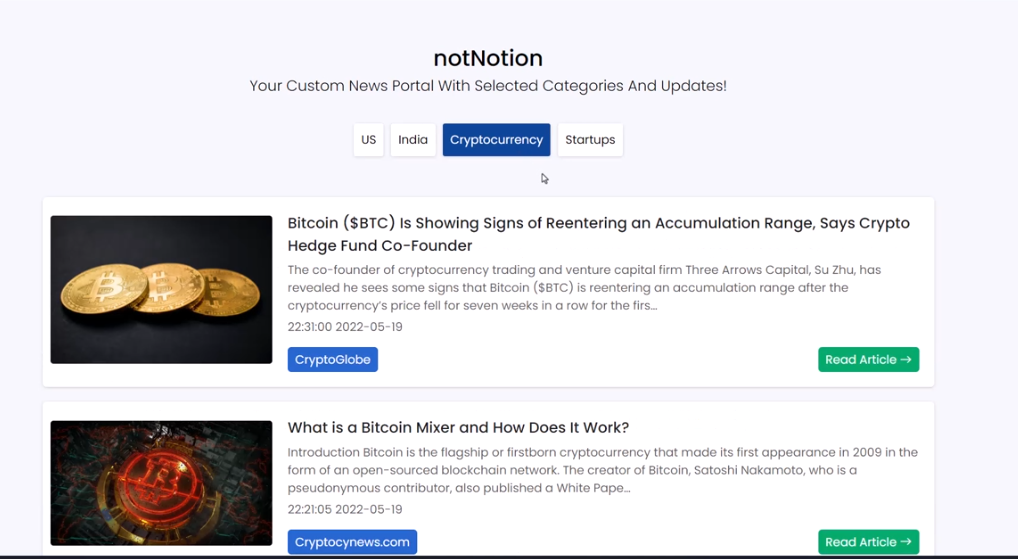 notNotion
Your Custom News Portal With Selected Categories And Updates!
US
India
Cryptocurrency
Startups
Bitcoin ($BTC) Is Showing Signs of Reentering an Accumulation Range, Says Crypto
Hedge Fund Co-Founder
The co-founder of cryptocurrency trading and venture capital firm Three Arrows Capital, Su Zhu, has
revealed he sees some signs that Bitcoin ($BTC) is reentering an accumulation range after the
cryptocurrency's price fell for seven weeks in a row for the firs...
22:31:00 2022-05-19
CryptoGlobe
Read Article →
What is a Bitcoin Mixer and How Does It Work?
Introduction Bitcoin is the flagship or firstborn cryptocurrency that made its first appearance in 2009 in the
form of an open-sourced blockchain network. The creator of Bitcoin, Satoshi Nakamoto, who is a
pseudonymous contributor, also published a White Pape...
22:21:05 2022-05-19
Cryptocynews.com
Read Article →